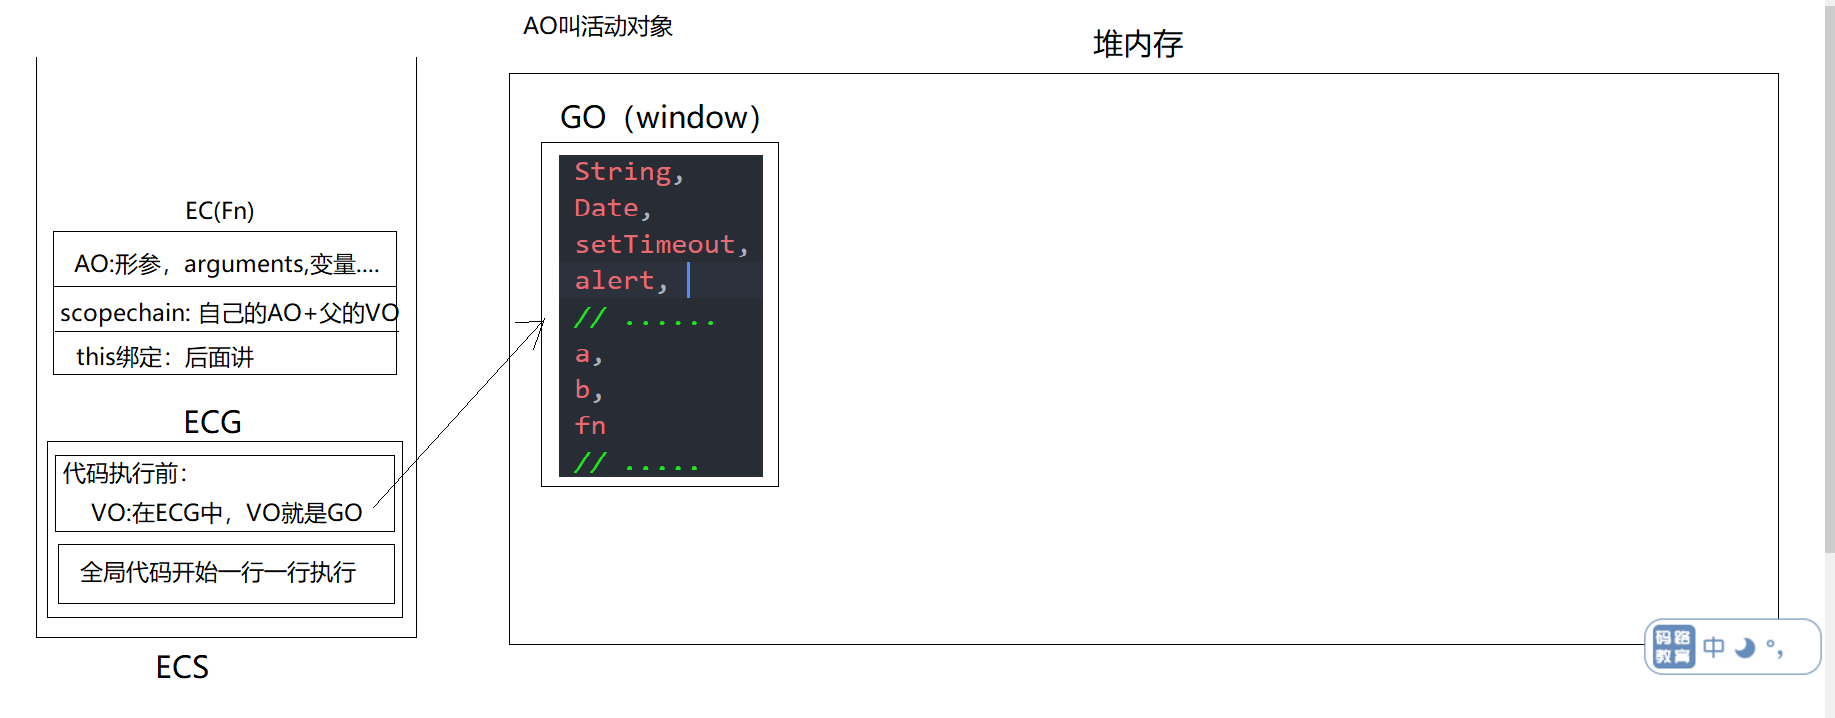 AO叫活动对象
堆内存
GO（window）
String,
Date,
setTimeout,
alert,
// ......
a,
b,
fn
// .....
EC(Fn)
AO:形参，arguments,变量....
scopechain: 自己的AO+父的VO
this绑定：后面讲
ECG
代码执行前：
VO:在ECG中，VO就是GO
全局代码开始一行一行执行
ECS
码路
教育
中